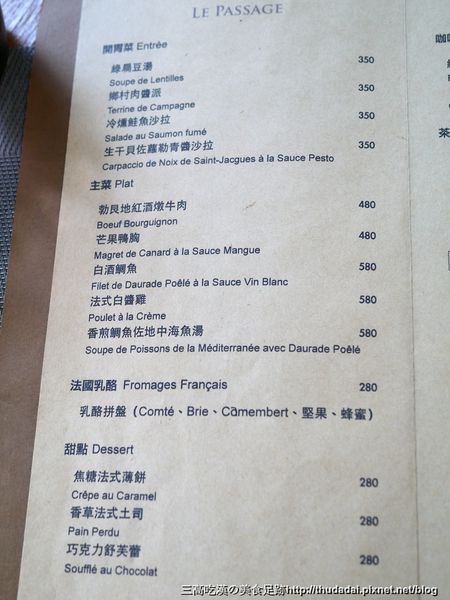 LE PASSAGE
開胃菜 Entrée
綠扁豆湯 350
Soupe de Lentilles
鄉村肉醬派 350
Terrine de Campagne
冷燻鮭魚沙拉 350
Salade au Saumon fumé
生干貝佐蘿勒青醬沙拉 350
Carpaccio de Noix de Saint-Jacques à la Sauce Pesto
主菜 Plat
勃艮地紅酒燉牛肉 480
Boeuf Bourguignon
芒果鴨胸 480
Magret de Canard à la Sauce Mangue
白酒鯛魚 580
Filet de Daurade Poêlé à la Sauce Vin Blanc
法式白醬雞 580
Poulet à la Crème
香煎鯛魚佐地中海魚湯 580
Soupe de Poissons de la Méditerranée avec Daurade Poêlé
法國乳酪 Fromages Français 280
乳酪拼盤（Comté、Brie、Camembert、堅果、蜂蜜）
甜點 Dessert
焦糖法式薄餅 280
Crêpe au Caramel
香草法式土司 280
Pain Perdu
巧克力舒芙蕾 280
Soufflé au Chocolat
咖
茶
三高吃漢の美食足跡http://thudadai.pixnet.net/blog